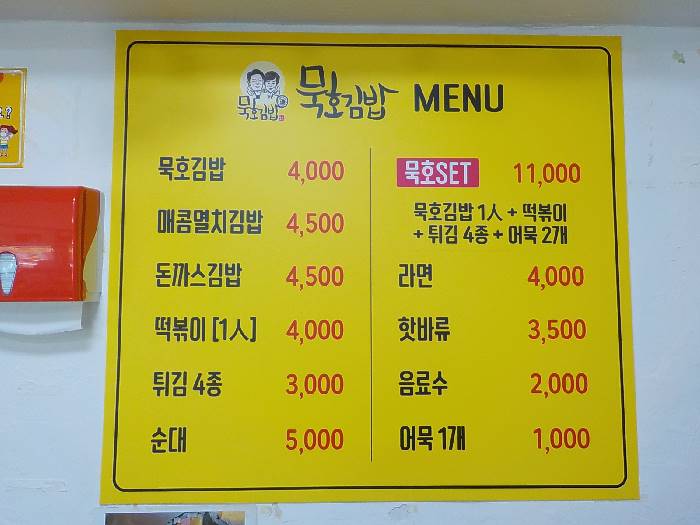 묵호김밥
묵호김밥 MENU
묵호김밥 4,000
매콤멸치김밥 4,500
돈까스김밥 4,500
떡볶이 [1人] 4,000
튀김 4종 3,000
순대 5,000
묵호SET 11,000
묵호김밥 1人 + 떡볶이
+ 튀김 4종 + 어묵 2개
라면 4,000
핫바류 3,500
음료수 2,000
어묵 1개 1,000